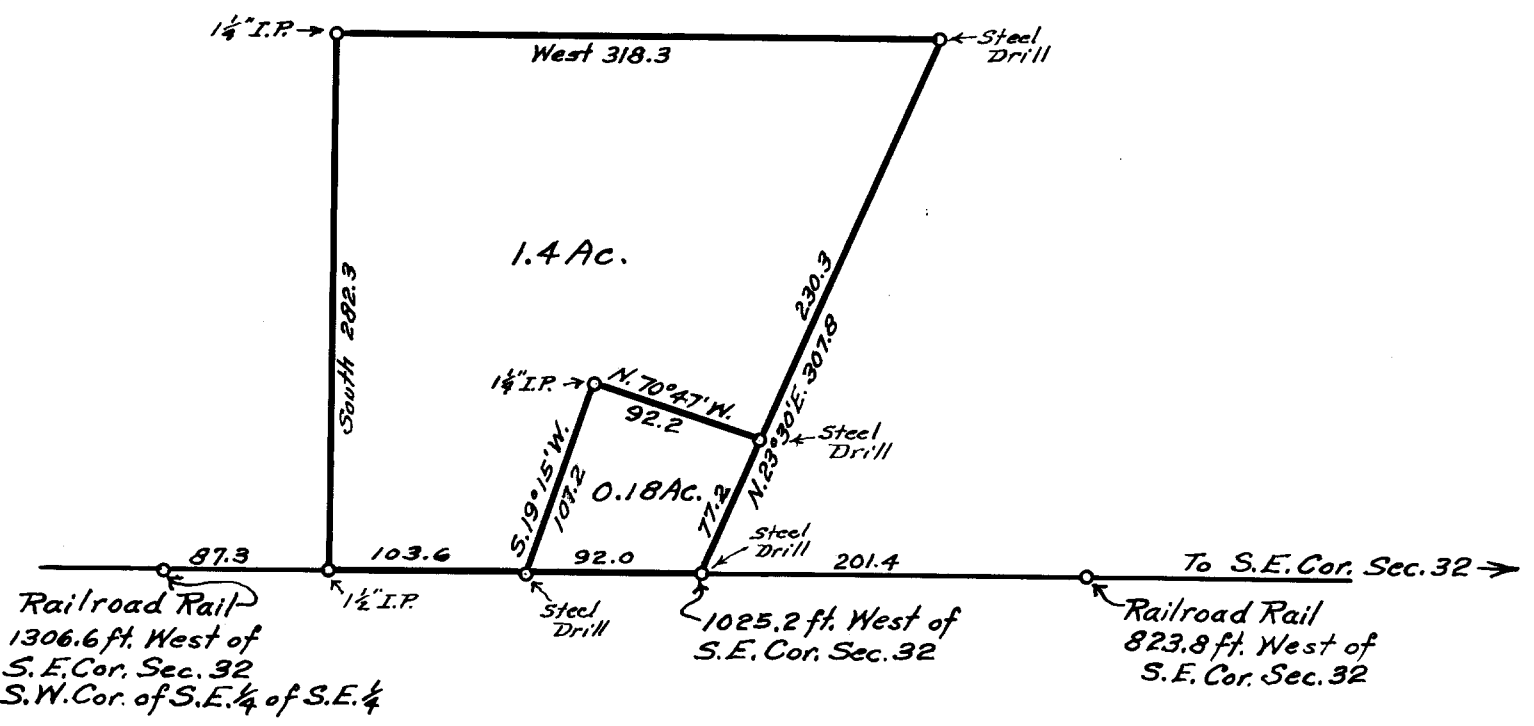 1¼" I.P.
West 318.3
Steel
Drill
1.4 Ac.
South 282.3
230.3
N. 23°30'E. 307.8
1¼" I.P.
N. 70°47' W.
92.2
Steel
Drill
S. 19°15' W.
107.2
0.18 Ac.
77.2
Steel
Drill
87.3
103.6
92.0
201.4
To S.E. Cor. Sec. 32
Railroad Rail
1306.6 ft. West of
S.E. Cor. Sec. 32
S.W. Cor. of S.E. ¼ of S.E. ¼
1½" I.P.
Steel
Drill
1025.2 ft. West of
S.E. Cor. Sec. 32
Railroad Rail
823.8 ft. West of
S.E. Cor. Sec. 32